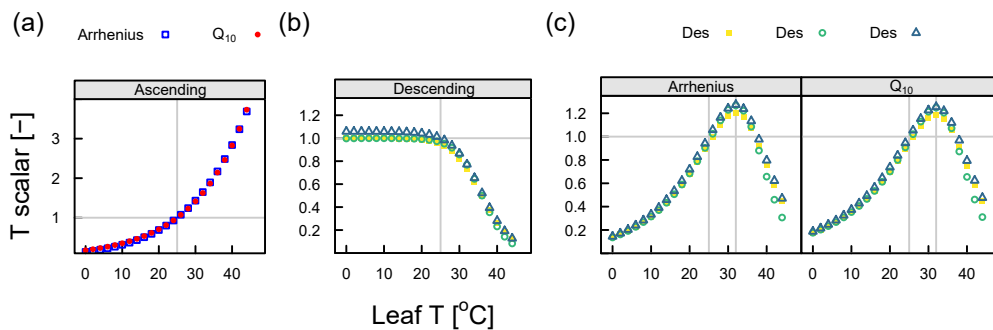 (a)
Arrhenius
Q10
(b)
(c)
Des
Des
Des
Ascending
Descending
Arrhenius
Q10
T scalar [−]
3
2
1
0 10 20 30 40
1.2
1.0
0.8
0.6
0.4
0.2
0 10 20 30 40
1.2
1.0
0.8
0.6
0.4
0.2
0 10 20 30 40
0 10 20 30 40
Leaf T [°C]